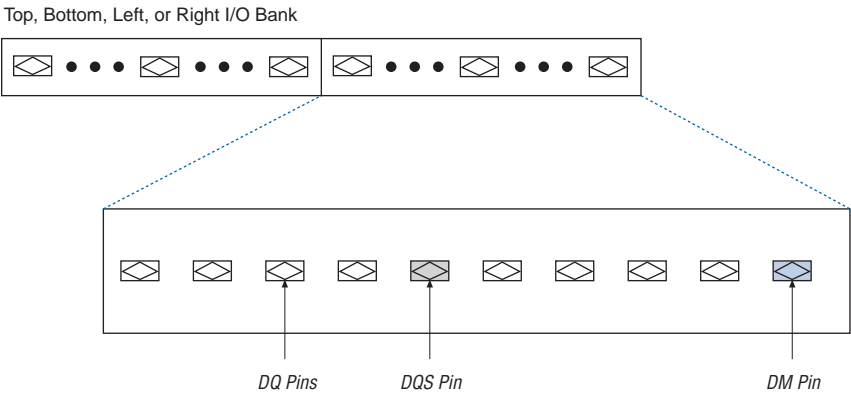 Top, Bottom, Left, or Right I/O Bank
DQ Pins
DQS Pin
DM Pin